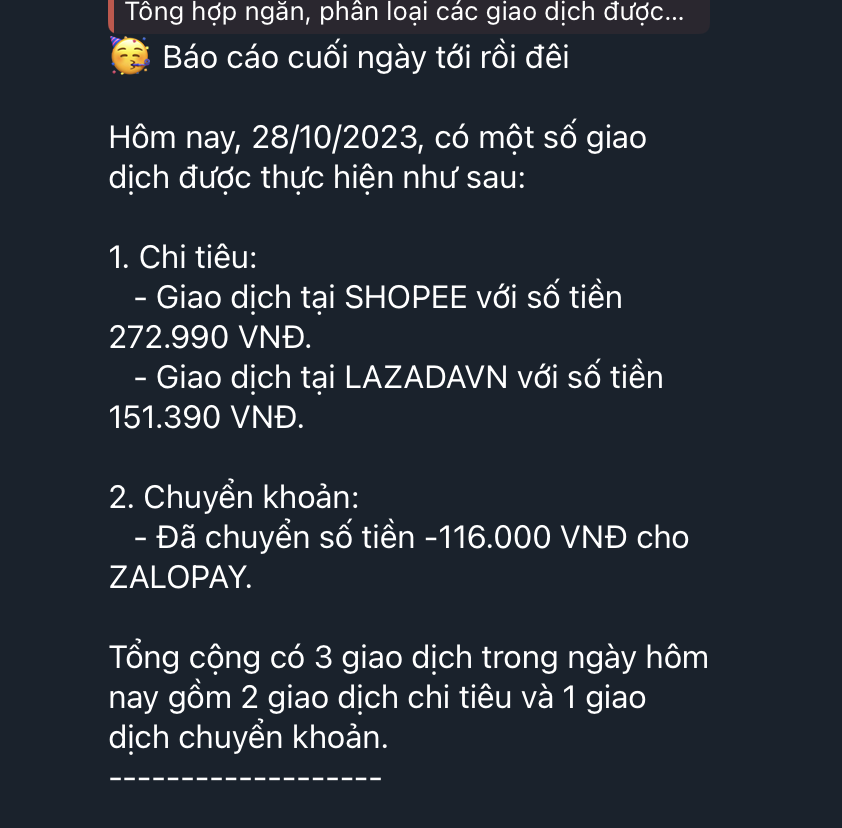 Tổng hợp ngắn, phân loại các giao dịch được...
🥳 Báo cáo cuối ngày tới rồi đêi
Hôm nay, 28/10/2023, có một số giao
dịch được thực hiện như sau:
1. Chi tiêu:
- Giao dịch tại SHOPEE với số tiền
272.990 VNĐ.
- Giao dịch tại LAZADAVN với số tiền
151.390 VNĐ.
2. Chuyển khoản:
- Đã chuyển số tiền -116.000 VNĐ cho
ZALOPAY.
Tổng cộng có 3 giao dịch trong ngày hôm
nay gồm 2 giao dịch chi tiêu và 1 giao
dịch chuyển khoản.
-------------------